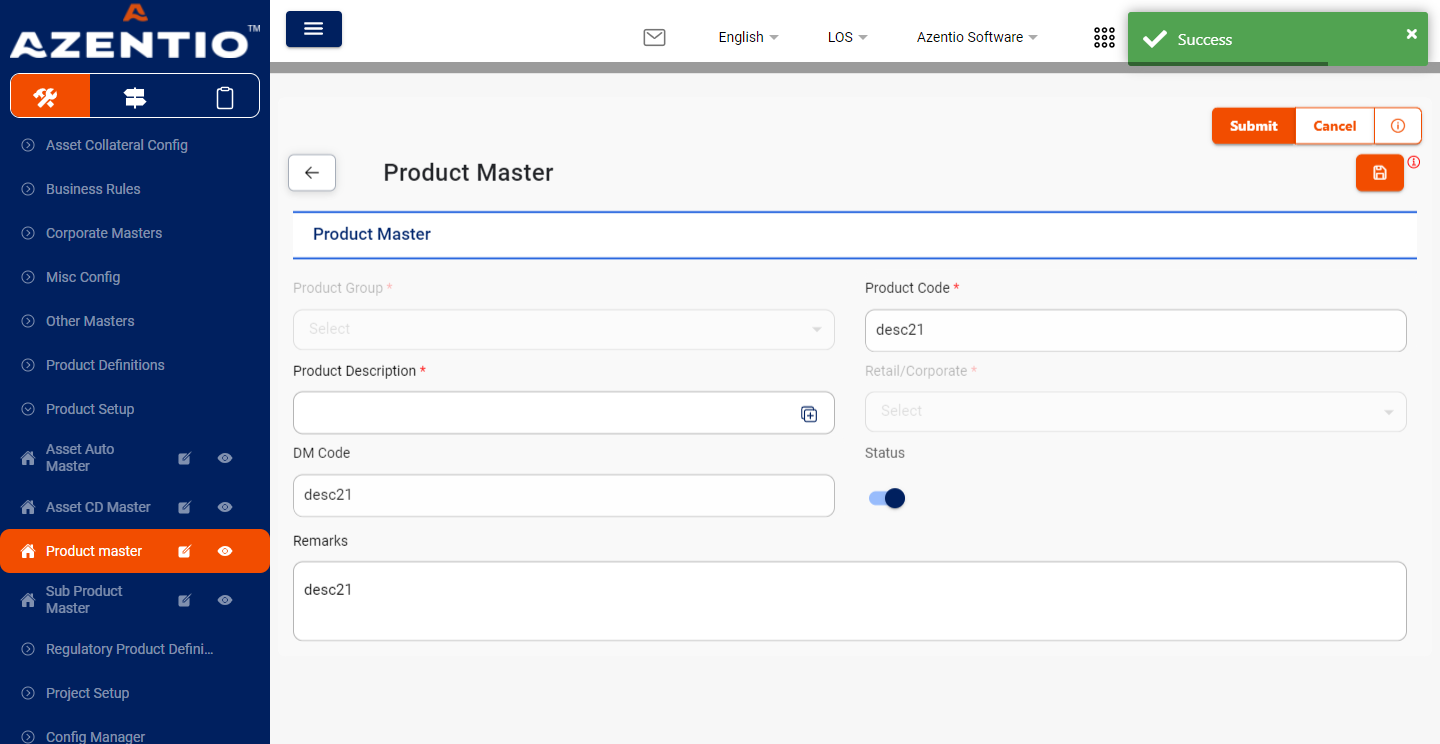 AZENTIO™
English
LOS
Azentio Software
Success
Submit
Cancel
Product Master
Product Master
Product Group *
Product Code *
Select
desc21
Product Description *
Retail/Corporate *
Select
DM Code
Status
desc21
Remarks
desc21
Asset Collateral Config
Business Rules
Corporate Masters
Misc Config
Other Masters
Product Definitions
Product Setup
Asset Auto
Master
Asset CD Master
Product master
Sub Product
Master
Regulatory Product Defini...
Project Setup
Config Manager